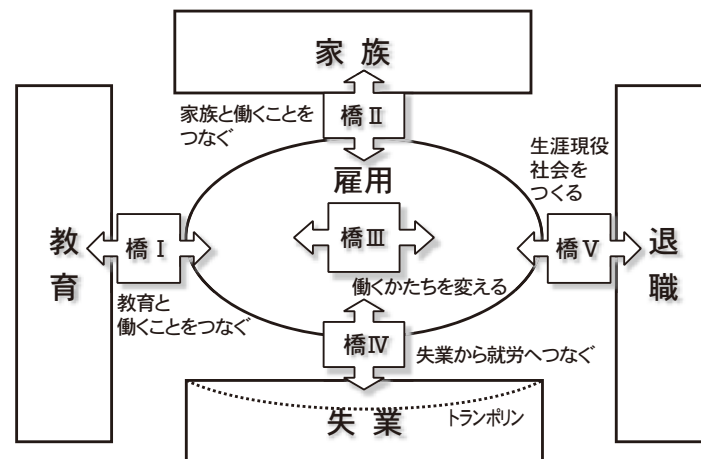 家族
家族と働くことを
つなぐ
橋Ⅱ
生涯現役
社会を
つくる
雇用
教育
橋Ⅰ
橋Ⅲ
橋Ⅴ
退職
働くかたちを変える
教育と
働くことをつなぐ
橋Ⅳ
失業から就労へつなぐ
失業
トランポリン